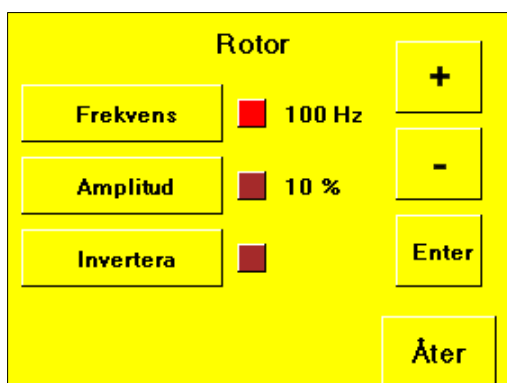 Rotor
+
Frekvens 100 Hz
-
Amplitud 10 %
Invertera
Enter
Åter